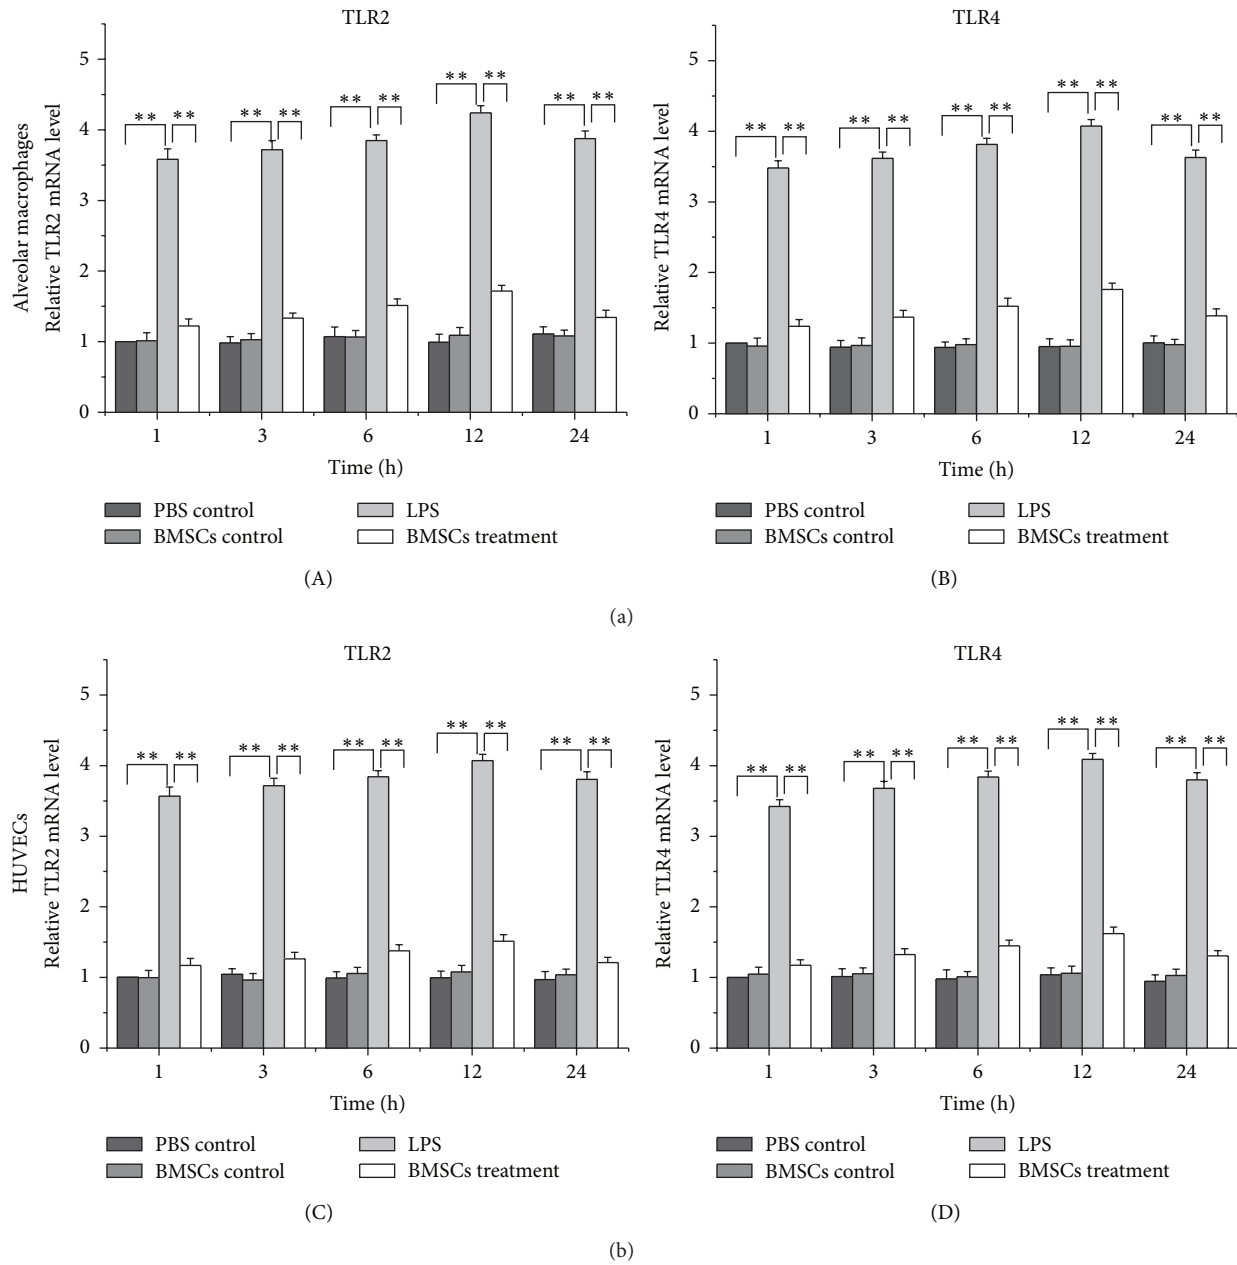 TLR2
Alveolar macrophages
Relative TLR2 mRNA level
5
4
3
2
1
0
** ** ** ** ** ** ** ** ** **
1 3 6 12 24
Time (h)
PBS control LPS
BMSCs control BMSCs treatment
(A)
TLR4
Relative TLR4 mRNA level
5
4
3
2
1
0
** ** ** ** ** ** ** ** ** **
1 3 6 12 24
Time (h)
PBS control LPS
BMSCs control BMSCs treatment
(B)
(a)
TLR2
HUVECs
Relative TLR2 mRNA level
5
4
3
2
1
0
** ** ** ** ** ** ** ** ** **
1 3 6 12 24
Time (h)
PBS control LPS
BMSCs control BMSCs treatment
(C)
TLR4
Relative TLR4 mRNA level
5
4
3
2
1
0
** ** ** ** ** ** ** ** ** **
1 3 6 12 24
Time (h)
PBS control LPS
BMSCs control BMSCs treatment
(D)
(b)